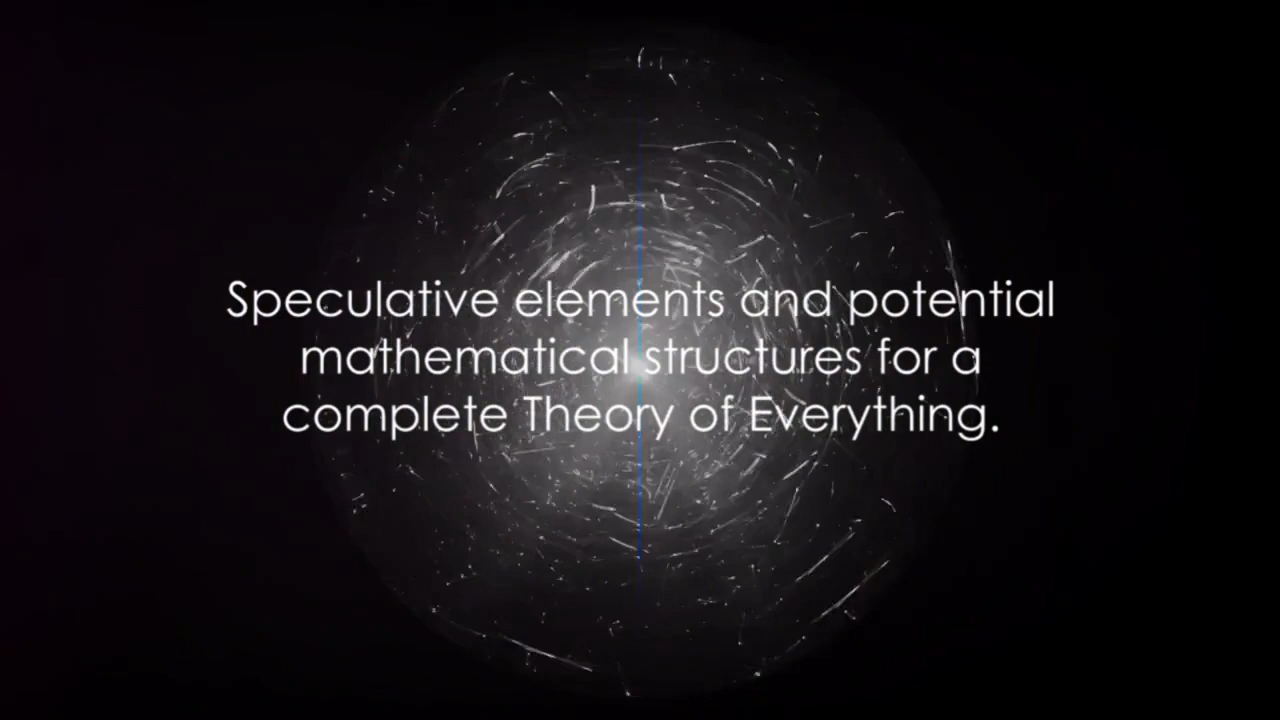 Speculative elements and potential
mathematical structures for a
complete Theory of Everything.